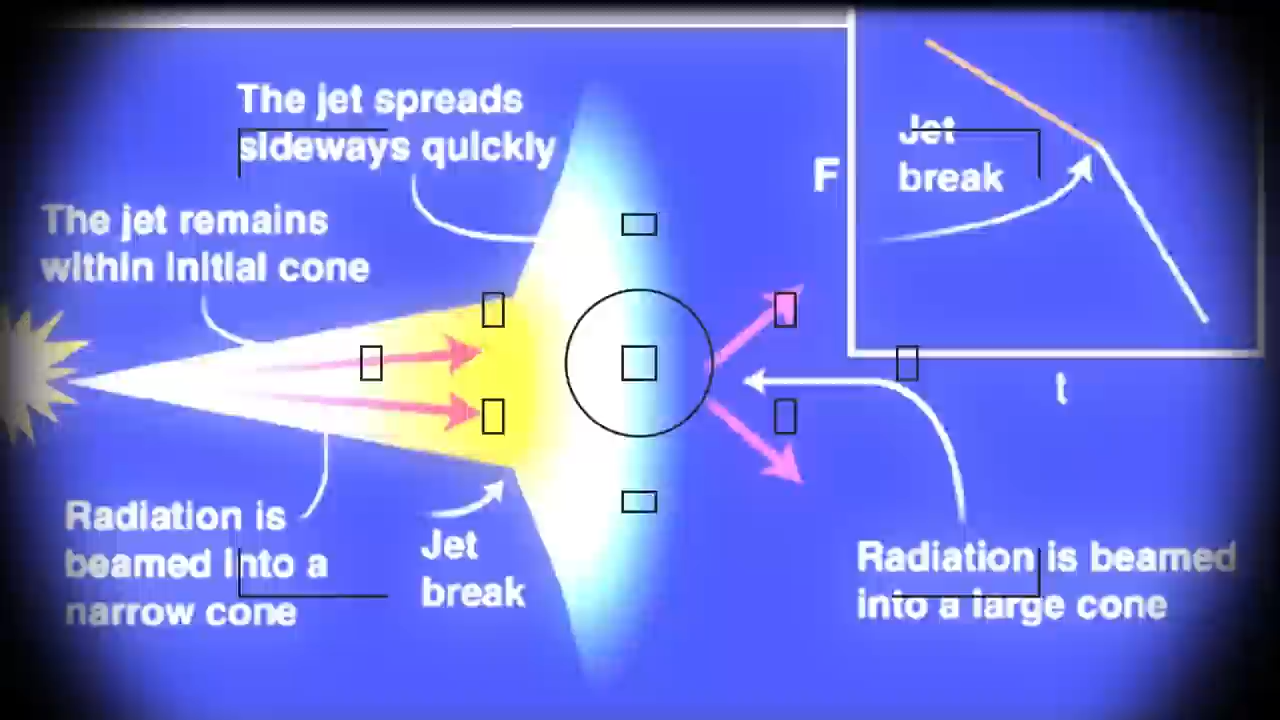 The jet spreads
sideways quickly
The jet remains
within initial cone
Radiation is
beamed into a
narrow cone
Jet
break
F
Jet
break
t
Radiation is beamed
into a large cone